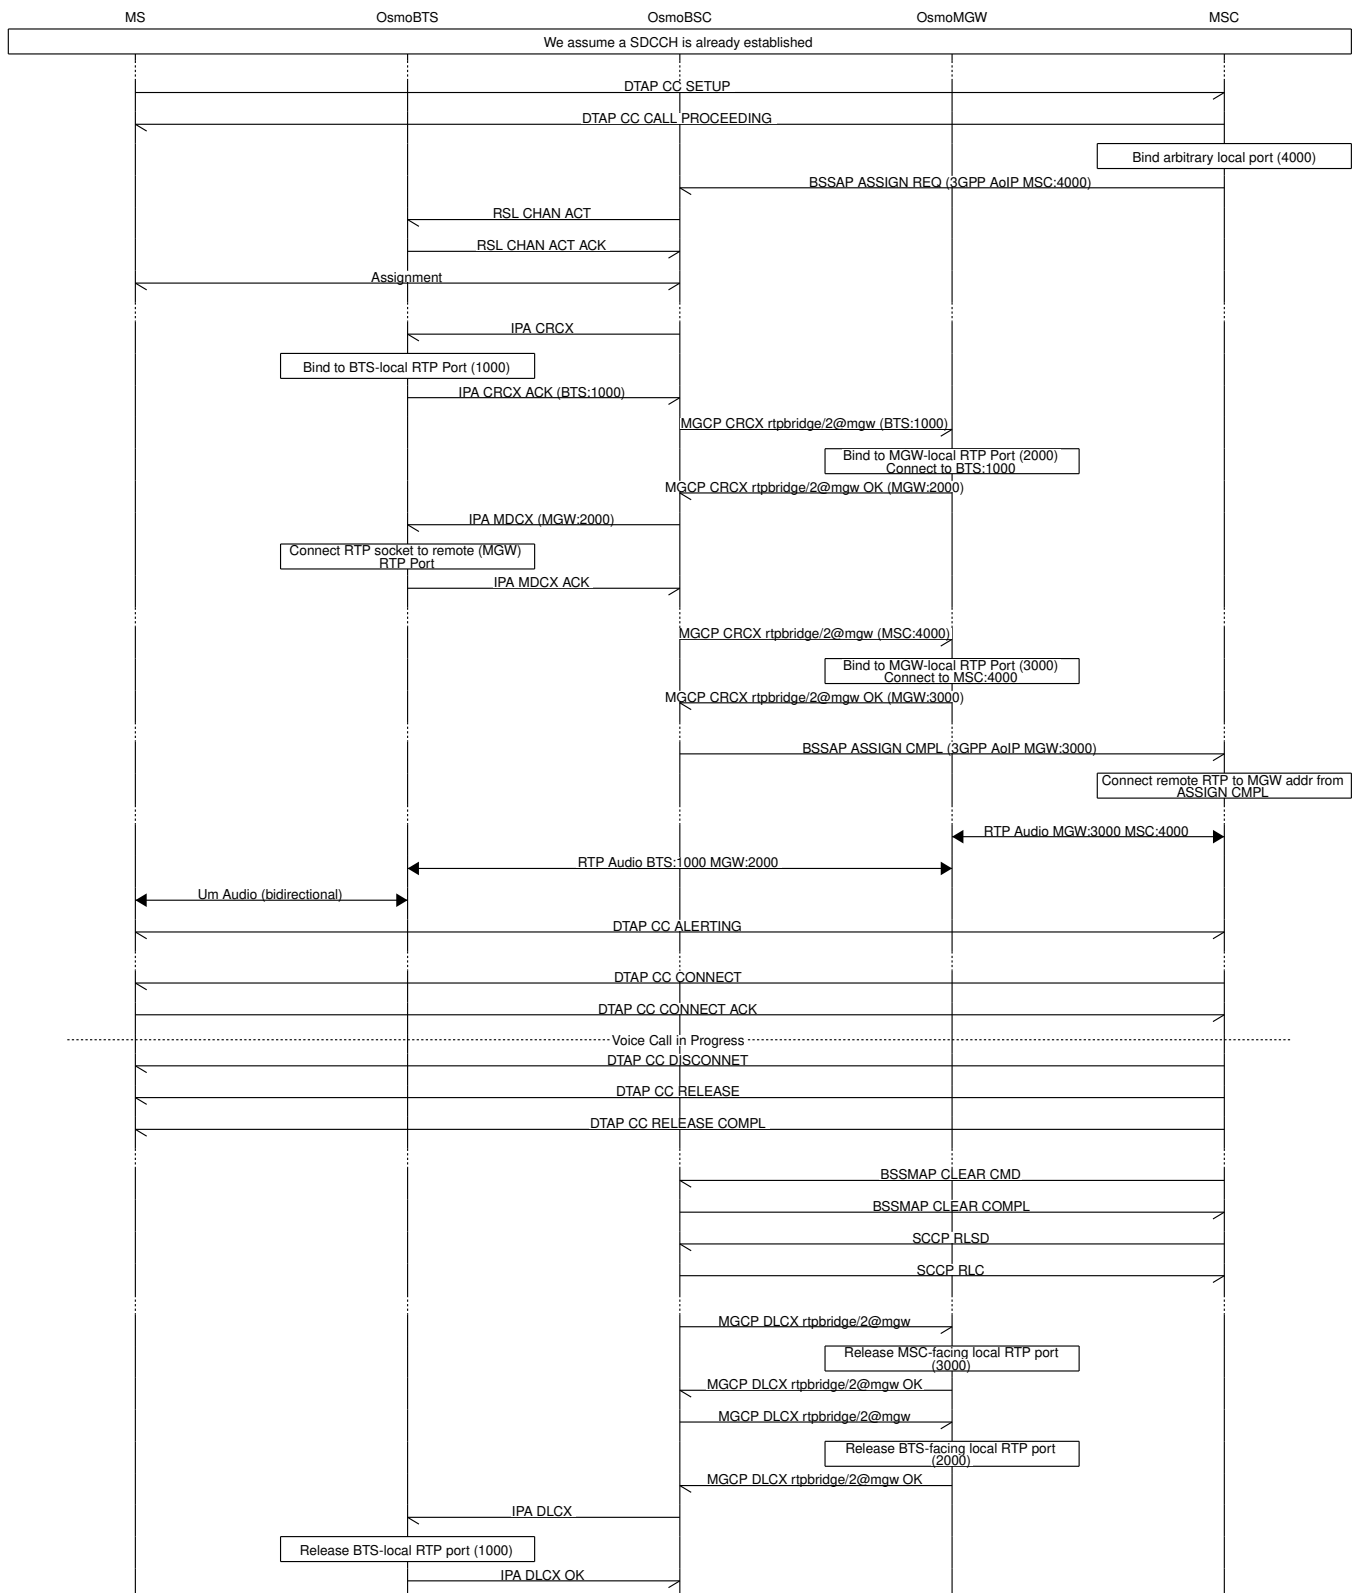 MS OsmoBTS OsmoBSC OsmoMGW MSC
We assume a SDCCH is already established
DTAP CC SETUP
DTAP CC CALL PROCEEDING
Bind arbitrary local port (4000)
BSSAP ASSIGN REQ (3GPP AoIP MSC:4000)
RSL CHAN ACT
RSL CHAN ACT ACK
Assignment
IPA CRCX
Bind to BTS-local RTP Port (1000)
IPA CRCX ACK (BTS:1000)
MGCP CRCX rtpbridge/2@mgw (BTS:1000)
Bind to MGW-local RTP Port (2000)
Connect to BTS:1000
MGCP CRCX rtpbridge/2@mgw OK (MGW:2000)
IPA MDCX (MGW:2000)
Connect RTP socket to remote (MGW)
RTP Port
IPA MDCX ACK
MGCP CRCX rtpbridge/2@mgw (MSC:4000)
Bind to MGW-local RTP Port (3000)
Connect to MSC:4000
MGCP CRCX rtpbridge/2@mgw OK (MGW:3000)
BSSAP ASSIGN CMPL (3GPP AoIP MGW:3000)
Connect remote RTP to MGW addr from
ASSIGN CMPL
RTP Audio MGW:3000 MSC:4000
RTP Audio BTS:1000 MGW:2000
Um Audio (bidirectional)
DTAP CC ALERTING
DTAP CC CONNECT
DTAP CC CONNECT ACK
Voice Call in Progress
DTAP CC DISCONNET
DTAP CC RELEASE
DTAP CC RELEASE COMPL
BSSMAP CLEAR CMD
BSSMAP CLEAR COMPL
SCCP RLSD
SCCP RLC
MGCP DLCX rtpbridge/2@mgw
Release MSC-facing local RTP port
(3000)
MGCP DLCX rtpbridge/2@mgw OK
MGCP DLCX rtpbridge/2@mgw
Release BTS-facing local RTP port
(2000)
MGCP DLCX rtpbridge/2@mgw OK
IPA DLCX
Release BTS-local RTP port (1000)
IPA DLCX OK